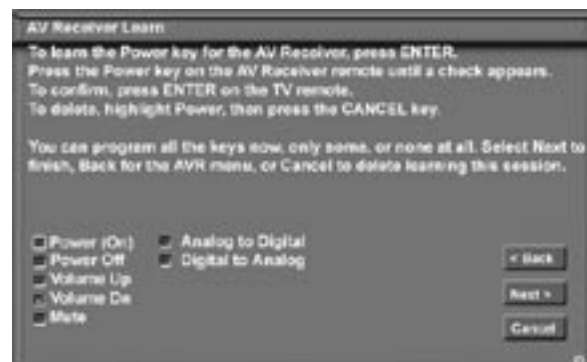 AV Receiver Learn
To learn the Power key for the AV Receiver, press ENTER.
Press the Power key on the AV Receiver remote until a check appears.
To confirm, press ENTER on the TV remote.
To delete, highlight Power, then press the CANCEL key.
You can program all the keys now, only some, or none at all. Select Next to
finish, Back for the AVR menu, or Cancel to delete learning this session.
Power (On)
Power Off
Volume Up
Volume Dn
Mute
Analog to Digital
Digital to Analog
< Back
Next >
Cancel